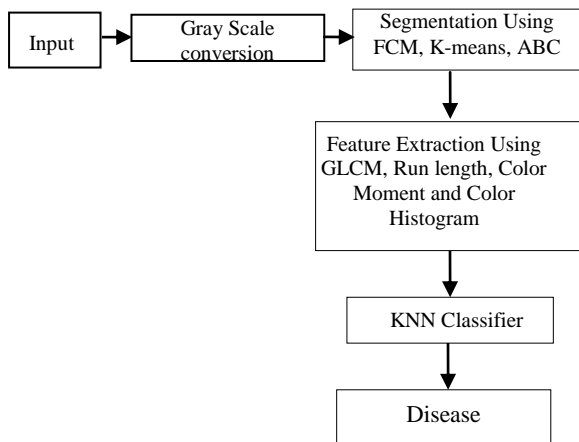 Input
Gray Scale
conversion
Segmentation Using
FCM, K-means, ABC
Feature Extraction Using
GLCM, Run length, Color
Moment and Color
Histogram
KNN Classifier
Disease